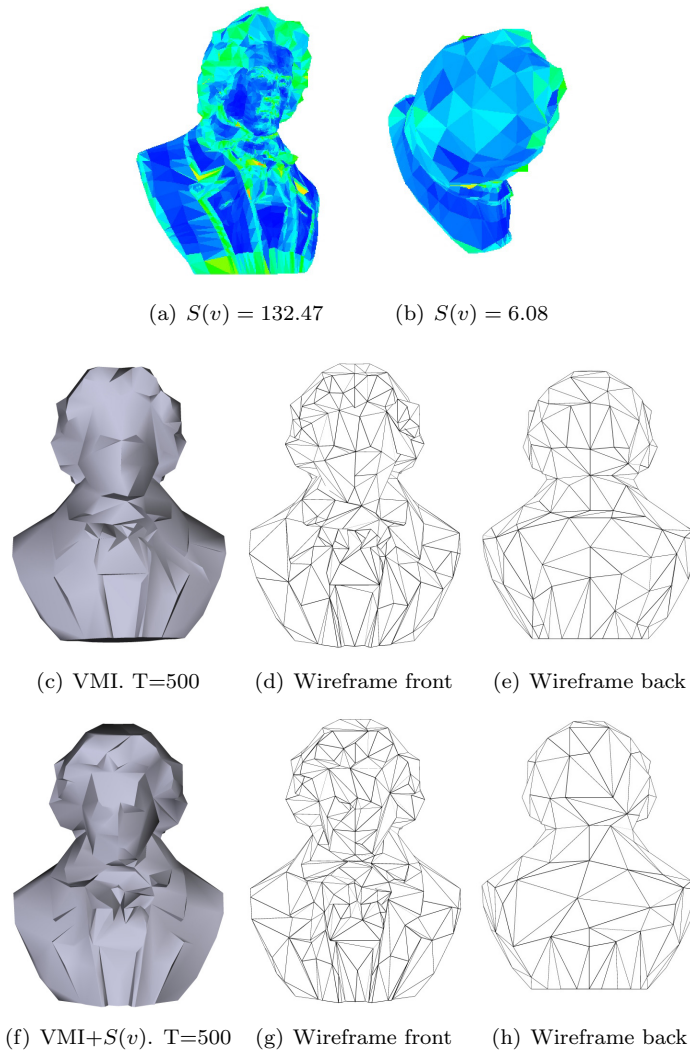 (a) S(v) = 132.47 (b) S(v) = 6.08
(c) VMI. T=500 (d) Wireframe front (e) Wireframe back
(f) VMI+S(v). T=500 (g) Wireframe front (h) Wireframe back